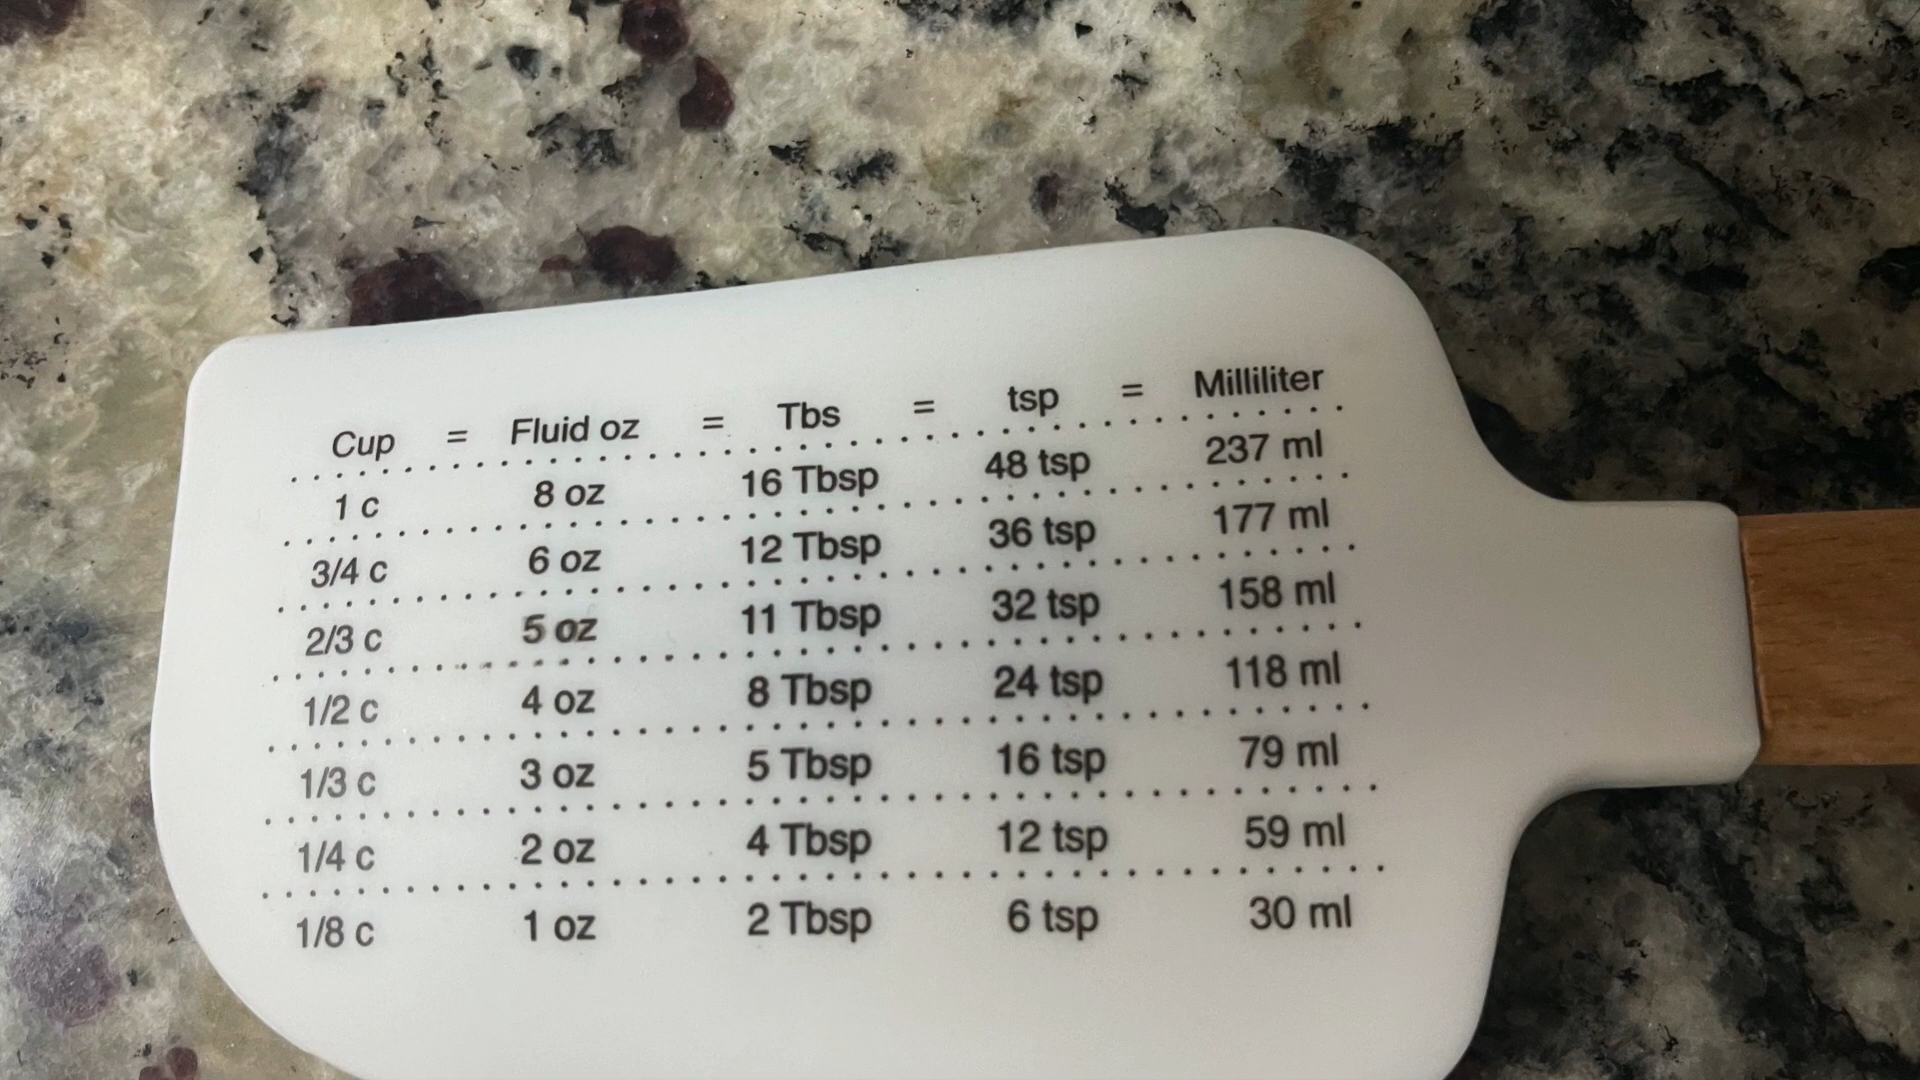 Cup = Fluid oz = Tbs = tsp = Milliliter
1 c 8 oz 16 Tbsp 48 tsp 237 ml
3/4 c 6 oz 12 Tbsp 36 tsp 177 ml
2/3 c 5 oz 11 Tbsp 32 tsp 158 ml
1/2 c 4 oz 8 Tbsp 24 tsp 118 ml
1/3 c 3 oz 5 Tbsp 16 tsp 79 ml
1/4 c 2 oz 4 Tbsp 12 tsp 59 ml
1/8 c 1 oz 2 Tbsp 6 tsp 30 ml